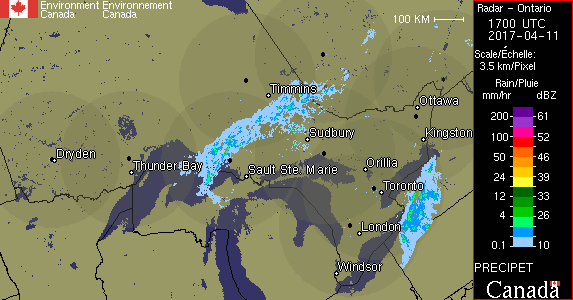 Environment Environnement
Canada Canada
100 KM
Timmins
Ottawa
Sudbury
Kingston
Dryden
Thunder Bay
Sault Ste. Marie
Orillia
Toronto
London
Windsor
Radar - Ontario
1700 UTC
2017-04-11
Scale/Échelle:
3.5 km/Pixel
Rain/Pluie
mm/hr dBZ
200 61
100 52
50 46
24 39
12 33
4 26
0.1 10
PRECIPET
Canada